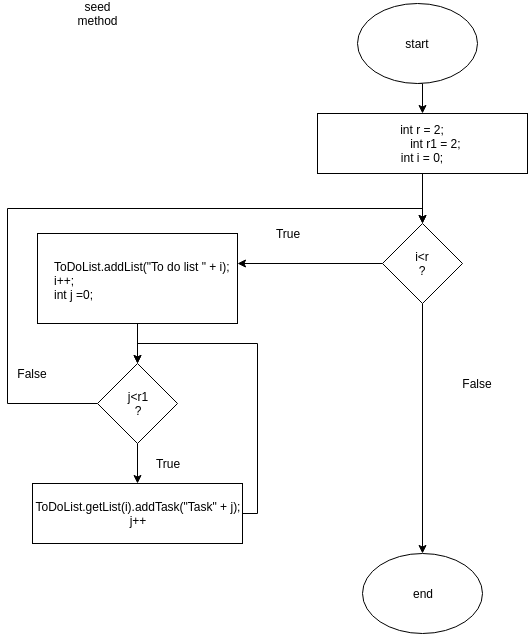 seed
method
start
int r = 2;
int r1 = 2;
int i = 0;
True
i<r
?
ToDoList.addList("To do list " + i);
i++;
int j =0;
False
False
j<r1
?
True
ToDoList.getList(i).addTask("Task" + j);
j++
end